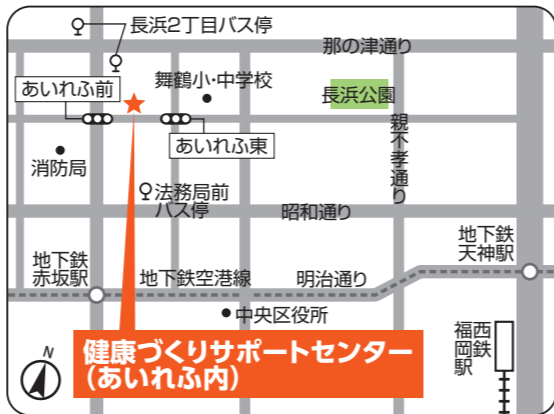 長浜2丁目バス停
那の津通り
あいれふ前
舞鶴小・中学校
長浜公園
あいれふ東
親不孝通り
消防局
法務局前
バス停
昭和通り
地下鉄
赤坂駅
地下鉄空港線
明治通り
地下鉄
天神駅
中央区役所
西鉄
福岡駅
N
健康づくりサポートセンター
(あいれふ内)